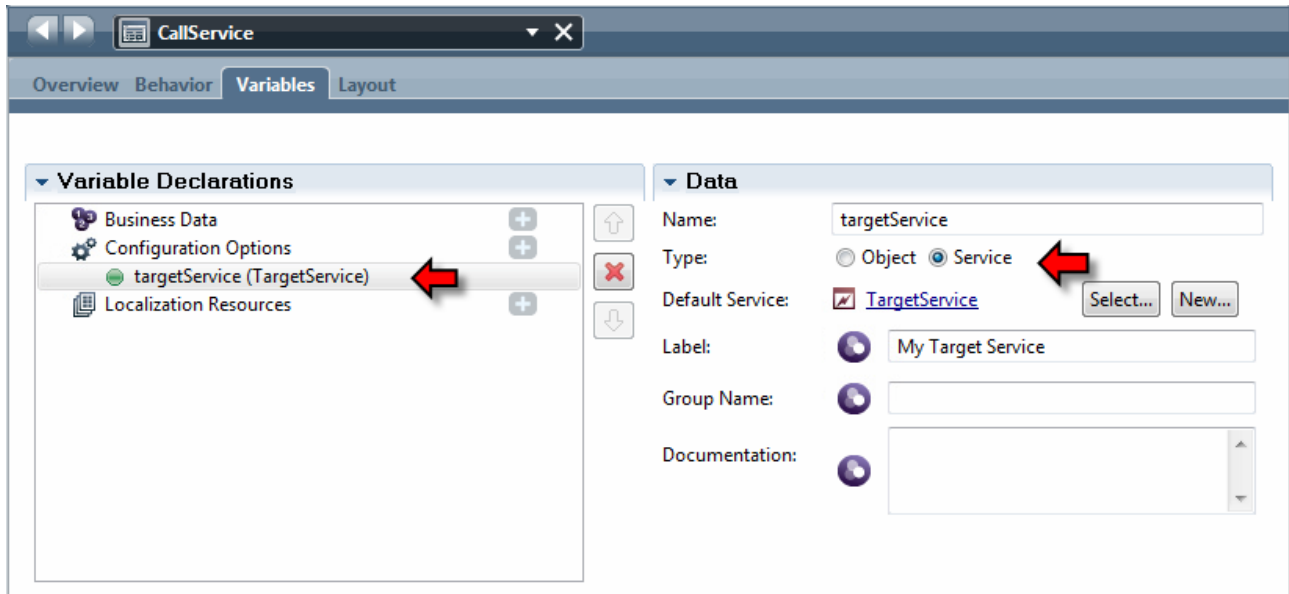 CallService
Overview Behavior Variables Layout
Variable Declarations
Business Data
Configuration Options
targetService (TargetService)
Localization Resources
Data
Name: targetService
Type: Object Service
Default Service: TargetService Select... New...
Label: My Target Service
Group Name:
Documentation: